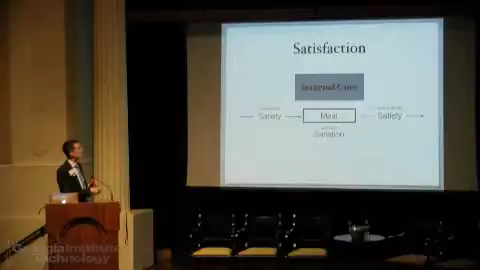 Satisfaction
Internal Cues
Satiety
Meal
Satiety
Satiation
Georgia Institute
of Technology